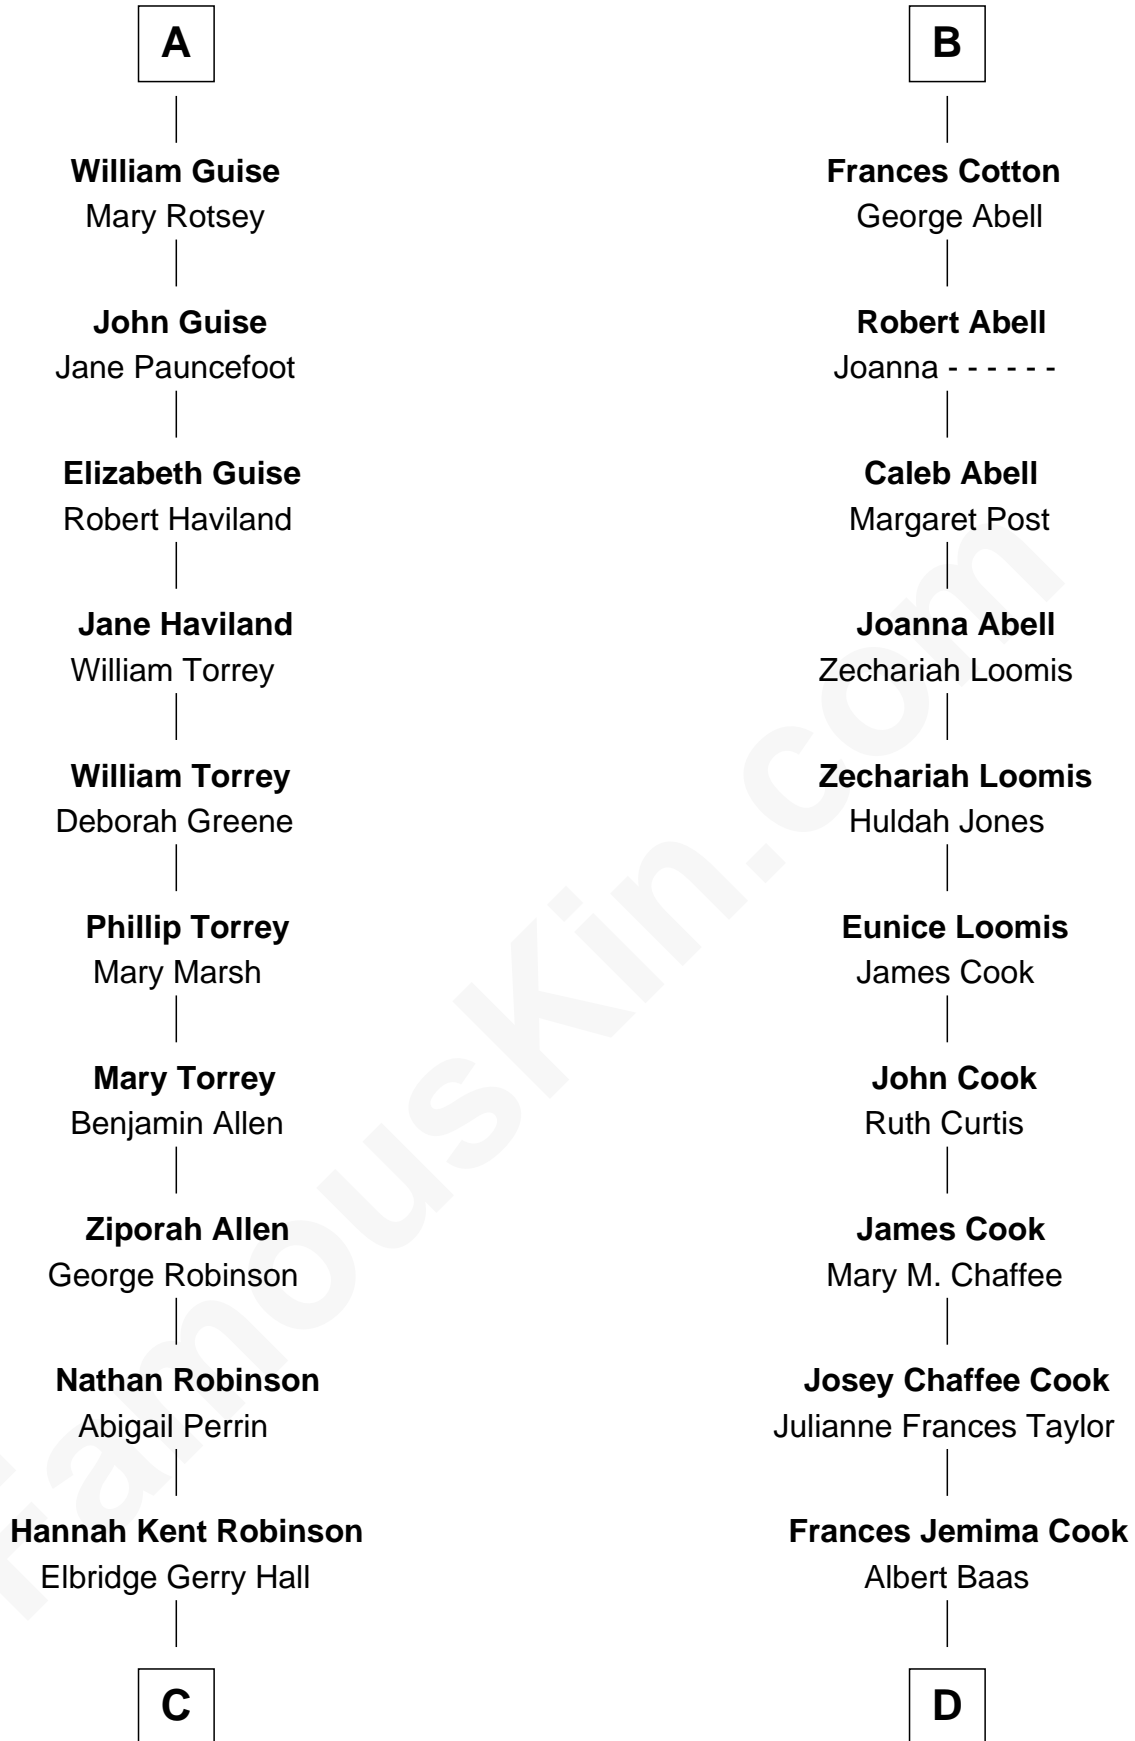 A
William Guise
Mary Rotsey
John Guise
Jane Pauncefoot
Elizabeth Guise
Robert Haviland
Jane Haviland
William Torrey
William Torrey
Deborah Greene
Phillip Torrey
Mary Marsh
Mary Torrey
Benjamin Allen
Ziporah Allen
George Robinson
Nathan Robinson
Abigail Perrin
Hannah Kent Robinson
Elbridge Gerry Hall
C
B
Frances Cotton
George Abell
Robert Abell
Joanna - - - - - -
Caleb Abell
Margaret Post
Joanna Abell
Zechariah Loomis
Zechariah Loomis
Huldah Jones
Eunice Loomis
James Cook
John Cook
Ruth Curtis
James Cook
Mary M. Chaffee
Josey Chaffee Cook
Julianne Frances Taylor
Frances Jemima Cook
Albert Baas
D
FamousKin.com